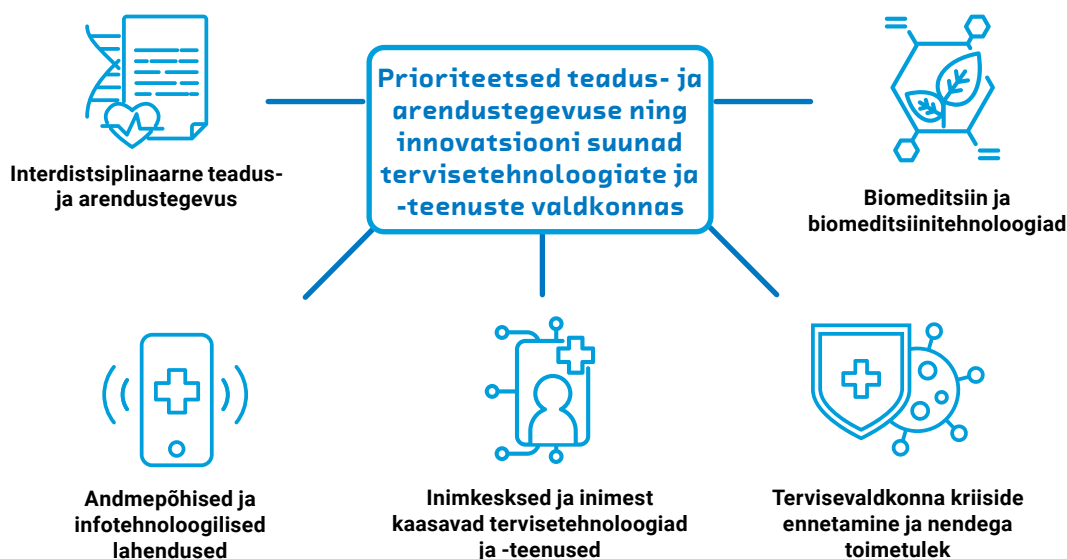 Prioriteetsed teadus- ja
arendustegevuse ning
innovatsiooni suunad
tervisetehnoloogiate ja
-teenuste valdkonnas
Interdistsiplinaarne teadus-
ja arendustegevus
Biomeditsiin ja
biomeditsiinitehnoloogiad
Andmepõhised ja
infotehnoloogilised
lahendused
Inimkesksed ja inimest
kaasavad tervisetehnoloogiad
ja -teenused
Tervisevaldkonna kriiside
ennetamine ja nendega
toimetulek